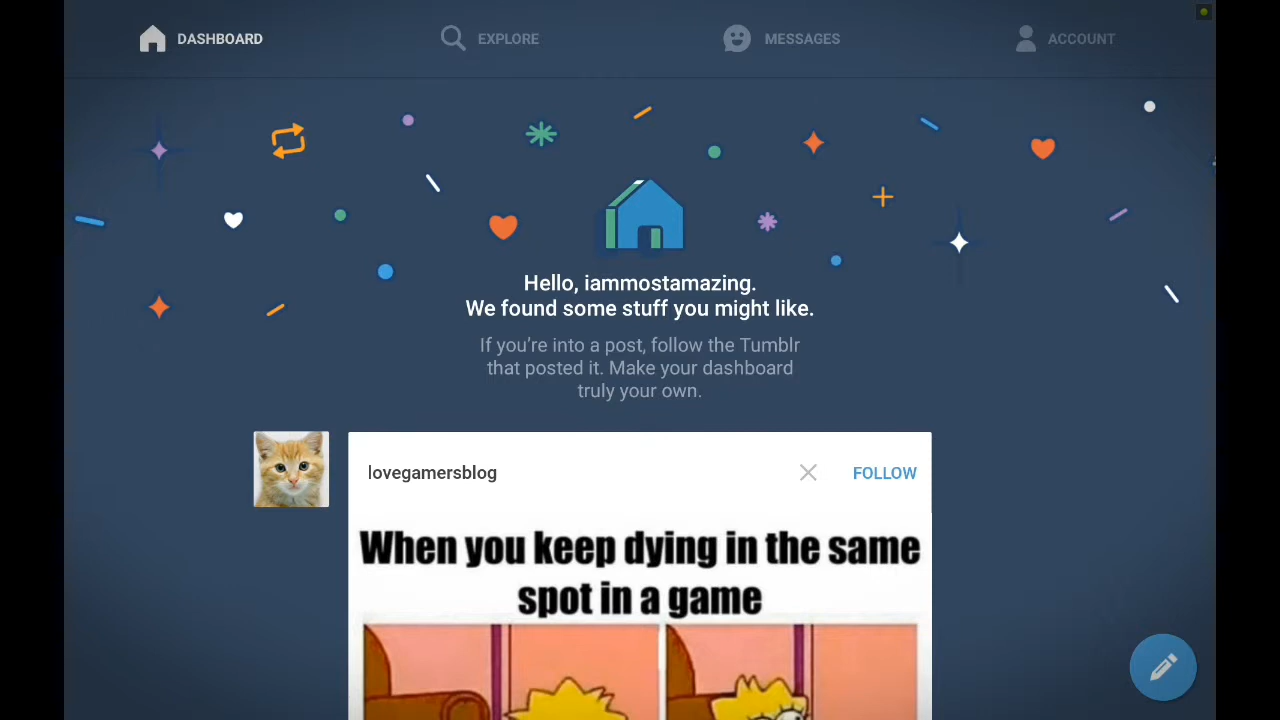 DASHBOARD
EXPLORE
MESSAGES
ACCOUNT
Hello, iammostamazing.
We found some stuff you might like.
If you're into a post, follow the Tumblr
that posted it. Make your dashboard
truly your own.
lovegamersblog
FOLLOW
When you keep dying in the same
spot in a game